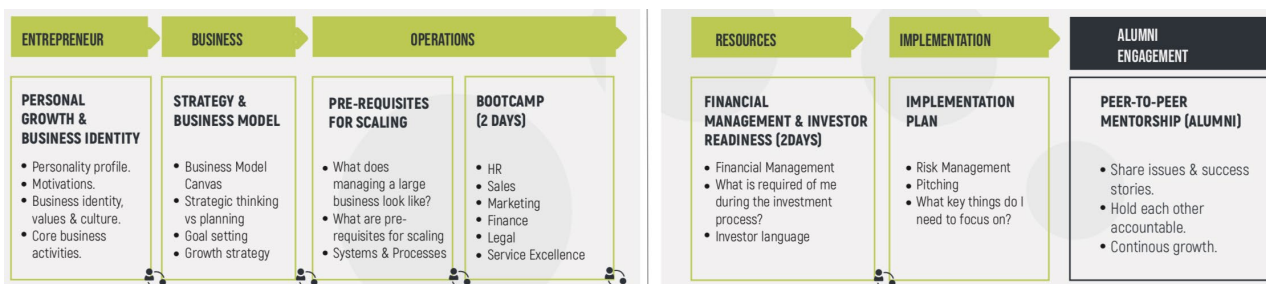 ENTREPRENEUR
BUSINESS
OPERATIONS
RESOURCES
IMPLEMENTATION
ALUMNI
ENGAGEMENT
PERSONAL
GROWTH &
BUSINESS IDENTITY
• Personality profile.
• Motivations.
• Business identity,
values & culture.
• Core business
activities.
STRATEGY &
BUSINESS MODEL
• Business Model
Canvas
• Strategic thinking
vs planning
• Goal setting
• Growth strategy
PRE-REQUISITES
FOR SCALING
• What does
managing a large
business look like?
• What are pre-
requisites for scaling
• Systems & Processes
BOOTCAMP
(2 DAYS)
• HR
• Sales
• Marketing
• Finance
• Legal
• Service Excellence
FINANCIAL
MANAGEMENT & INVESTOR
READINESS (2DAYS)
• Financial Management
• What is required of me
during the investment
process?
• Investor language
IMPLEMENTATION
PLAN
• Risk Management
• Pitching
• What key things do I
need to focus on?
PEER-TO-PEER
MENTORSHIP (ALUMNI)
• Share issues & success
stories.
• Hold each other
accountable.
• Continous growth.